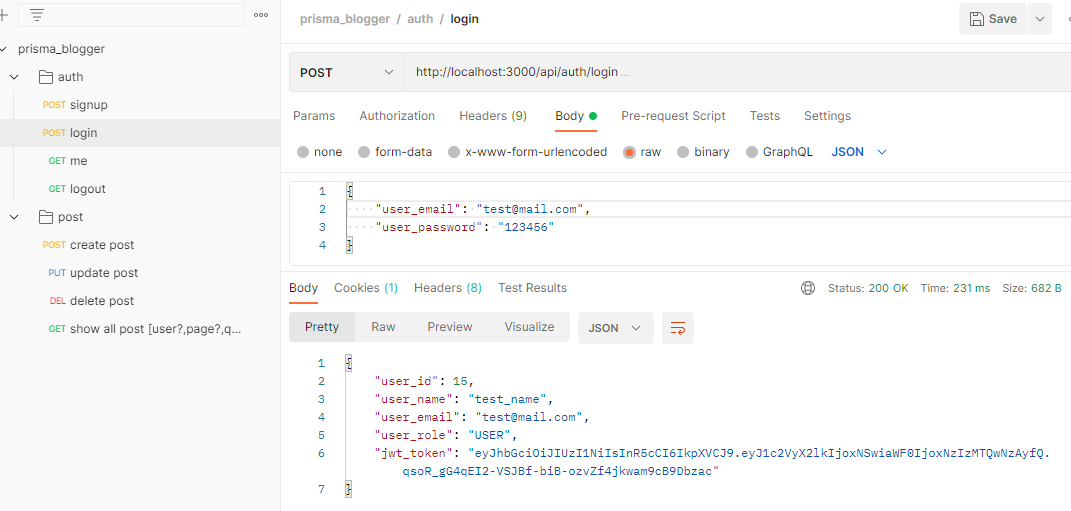 prisma_blogger / auth / login
Save
prisma_blogger
auth
POST signup
POST login
GET me
GET logout
post
POST create post
PUT update post
DEL delete post
GET show all post [user?,page?,q...
POST http://localhost:3000/api/auth/login ...
Params Authorization Headers (9) Body Pre-request Script Tests Settings
none form-data x-www-form-urlencoded raw binary GraphQL JSON
1 {
2 "user_email": "test@mail.com",
3 "user_password": "123456"
4 }
Body Cookies (1) Headers (8) Test Results Status: 200 OK Time: 231 ms Size: 682 B
Pretty Raw Preview Visualize JSON
1 {
2 "user_id": 15,
3 "user_name": "test_name",
4 "user_email": "test@mail.com",
5 "user_role": "USER",
6 "jwt_token": "eyJhbGciOiJIUzI1NiIsInR5cCI6IkpXVCJ9.eyJ1c2VyX2lkIjoxNSwiaWF0IjoxNzIzMTQwNzAyfQ.
qsoR_gG4qEI2-VSJBf-biB-ozvZf4jkwam9cB9Dbzac"
7 }